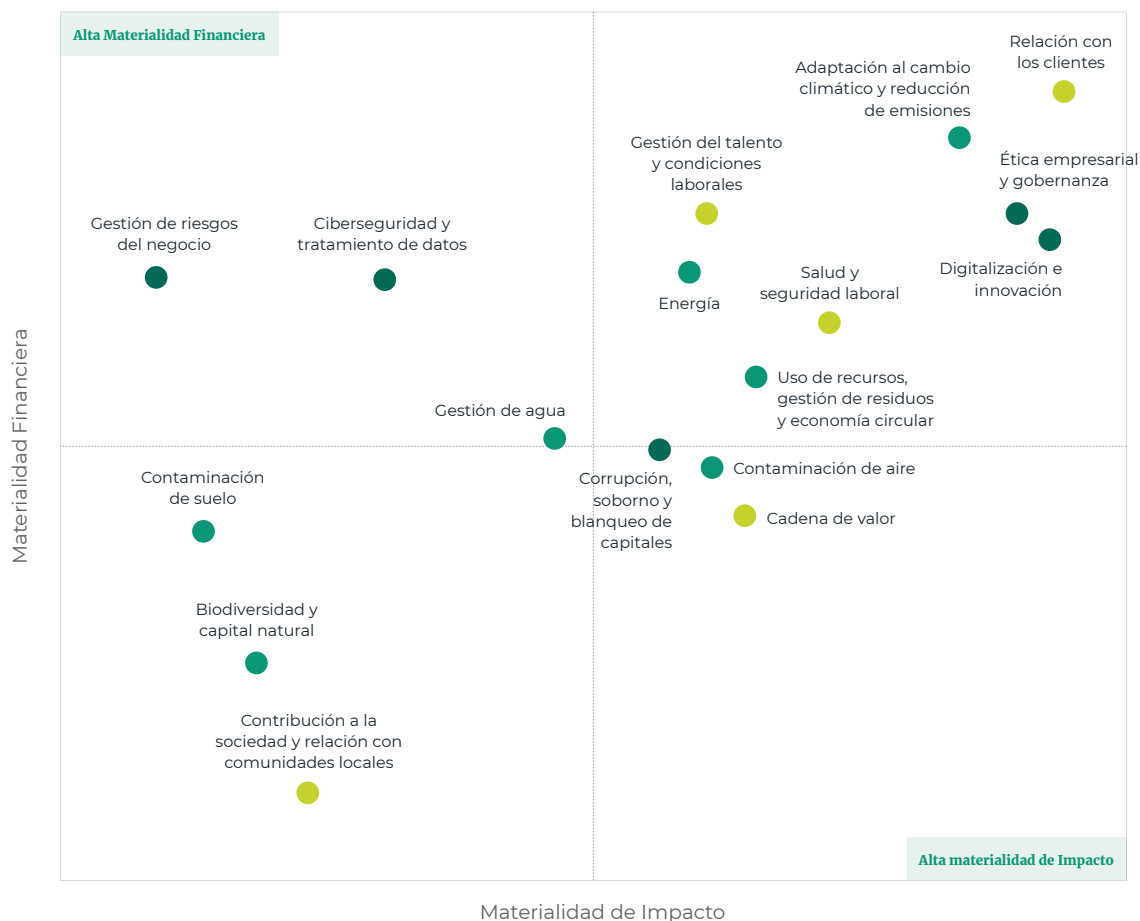 Alta Materialidad Financiera
Relación con
los clientes
Adaptación al cambio
climático y reducción
de emisiones
Gestión del talento
y condiciones
laborales
Ética empresarial
y gobernanza
Gestión de riesgos
del negocio
Ciberseguridad y
tratamiento de datos
Digitalización e
innovación
Salud y
seguridad laboral
Energía
Uso de recursos,
gestión de residuos
y economía circular
Gestión de agua
Materialidad Financiera
Contaminación
de suelo
Corrupción,
soborno y
blanqueo de
capitales
Contaminación de aire
Cadena de valor
Biodiversidad y
capital natural
Contribución a la
sociedad y relación con
comunidades locales
Alta materialidad de Impacto
Materialidad de Impacto